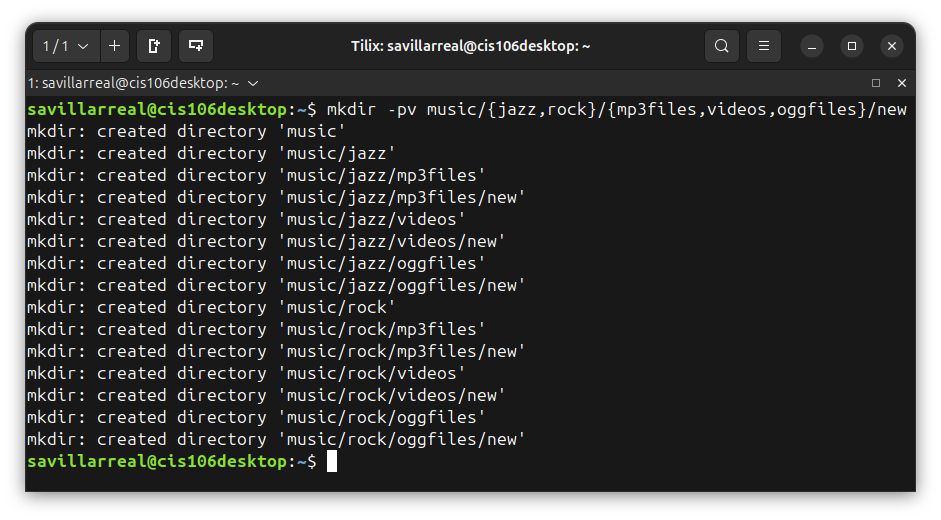 1 / 1
Tilix: savillarreal@cis106desktop: ~
1: savillarreal@cis106desktop: ~
savillarreal@cis106desktop:~$ mkdir -pv music/{jazz,rock}/{mp3files,videos,oggfiles}/new
mkdir: created directory 'music'
mkdir: created directory 'music/jazz'
mkdir: created directory 'music/jazz/mp3files'
mkdir: created directory 'music/jazz/mp3files/new'
mkdir: created directory 'music/jazz/videos'
mkdir: created directory 'music/jazz/videos/new'
mkdir: created directory 'music/jazz/oggfiles'
mkdir: created directory 'music/jazz/oggfiles/new'
mkdir: created directory 'music/rock'
mkdir: created directory 'music/rock/mp3files'
mkdir: created directory 'music/rock/mp3files/new'
mkdir: created directory 'music/rock/videos'
mkdir: created directory 'music/rock/videos/new'
mkdir: created directory 'music/rock/oggfiles'
mkdir: created directory 'music/rock/oggfiles/new'
savillarreal@cis106desktop:~$